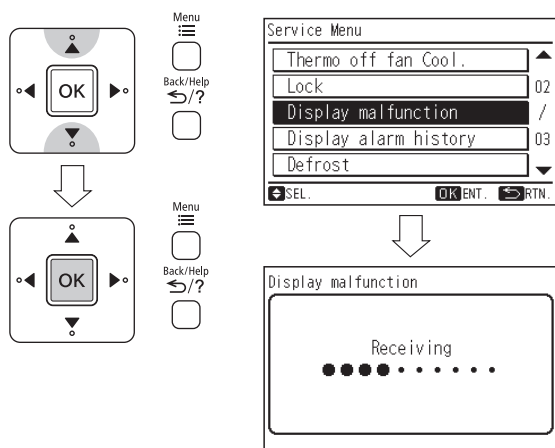 Menu
OK
Back/Help
?
Menu
OK
Back/Help
?
Service Menu
Thermo off fan Cool.
Lock
Display malfunction
Display alarm history
Defrost
02
/
03
SEL. OK ENT. RTN.
Display malfunction
Receiving